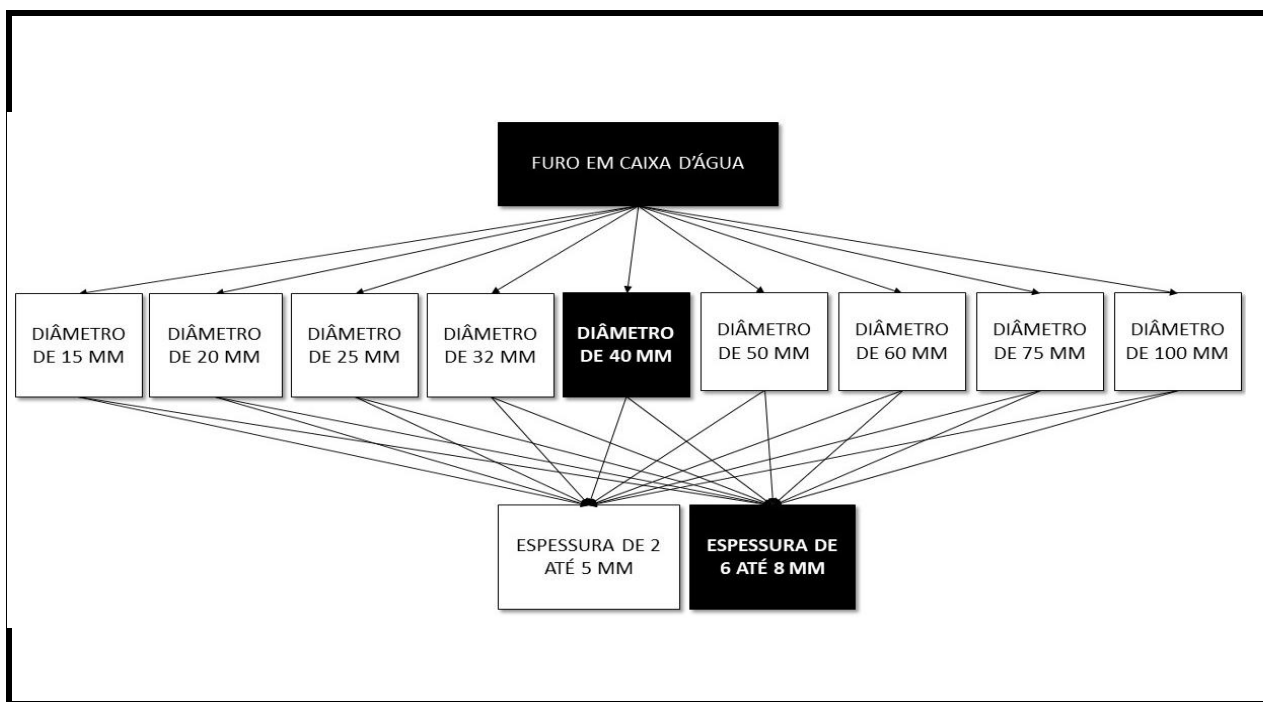 FURO EM CAIXA D’ÁGUA
DIÂMETRO
DE 15 MM
DIÂMETRO
DE 20 MM
DIÂMETRO
DE 25 MM
DIÂMETRO
DE 32 MM
DIÂMETRO
DE 40 MM
DIÂMETRO
DE 50 MM
DIÂMETRO
DE 60 MM
DIÂMETRO
DE 75 MM
DIÂMETRO
DE 100 MM
ESPESSURA DE 2
ATÉ 5 MM
ESPESSURA DE
6 ATÉ 8 MM